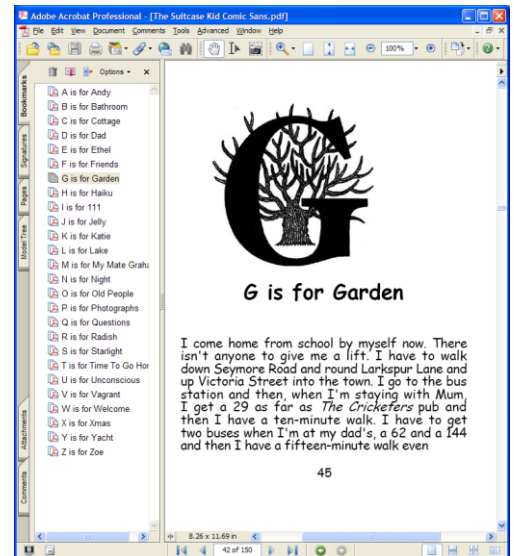 Adobe Acrobat Professional - [The Suitcase Kid Comic Sans.pdf]
File Edit View Document Comments Tools Advanced Window Help
100%
Options
Bookmarks
Signatures
Pages
Model Tree
Attachments
Comments
A is for Andy
B is for Bathroom
C is for Cottage
D is for Dad
E is for Ethel
F is for Friends
G is for Garden
H is for Haiku
I is for 111
J is for Jelly
K is for Katie
L is for Lake
M is for My Mate Graha
N is for Night
O is for Old People
P is for Photographs
Q is for Questions
R is for Radish
S is for Starlight
T is for Time To Go Hor
U is for Unconscious
V is for Vagrant
W is for Welcome
X is for Xmas
Y is for Yacht
Z is for Zoe
G
G is for Garden
I come home from school by myself now. There
isn't anyone to give me a lift. I have to walk
down Seymore Road and round Larkspur Lane and
up Victoria Street into the town. I go to the bus
station and then, when I'm staying with Mum,
I get a 29 as far as The Cricketers pub and
then I have a ten-minute walk. I have to get
two buses when I'm at my dad's, a 62 and a 144
and then I have a fifteen-minute walk even
45
8.26 x 11.69 in
42 of 150